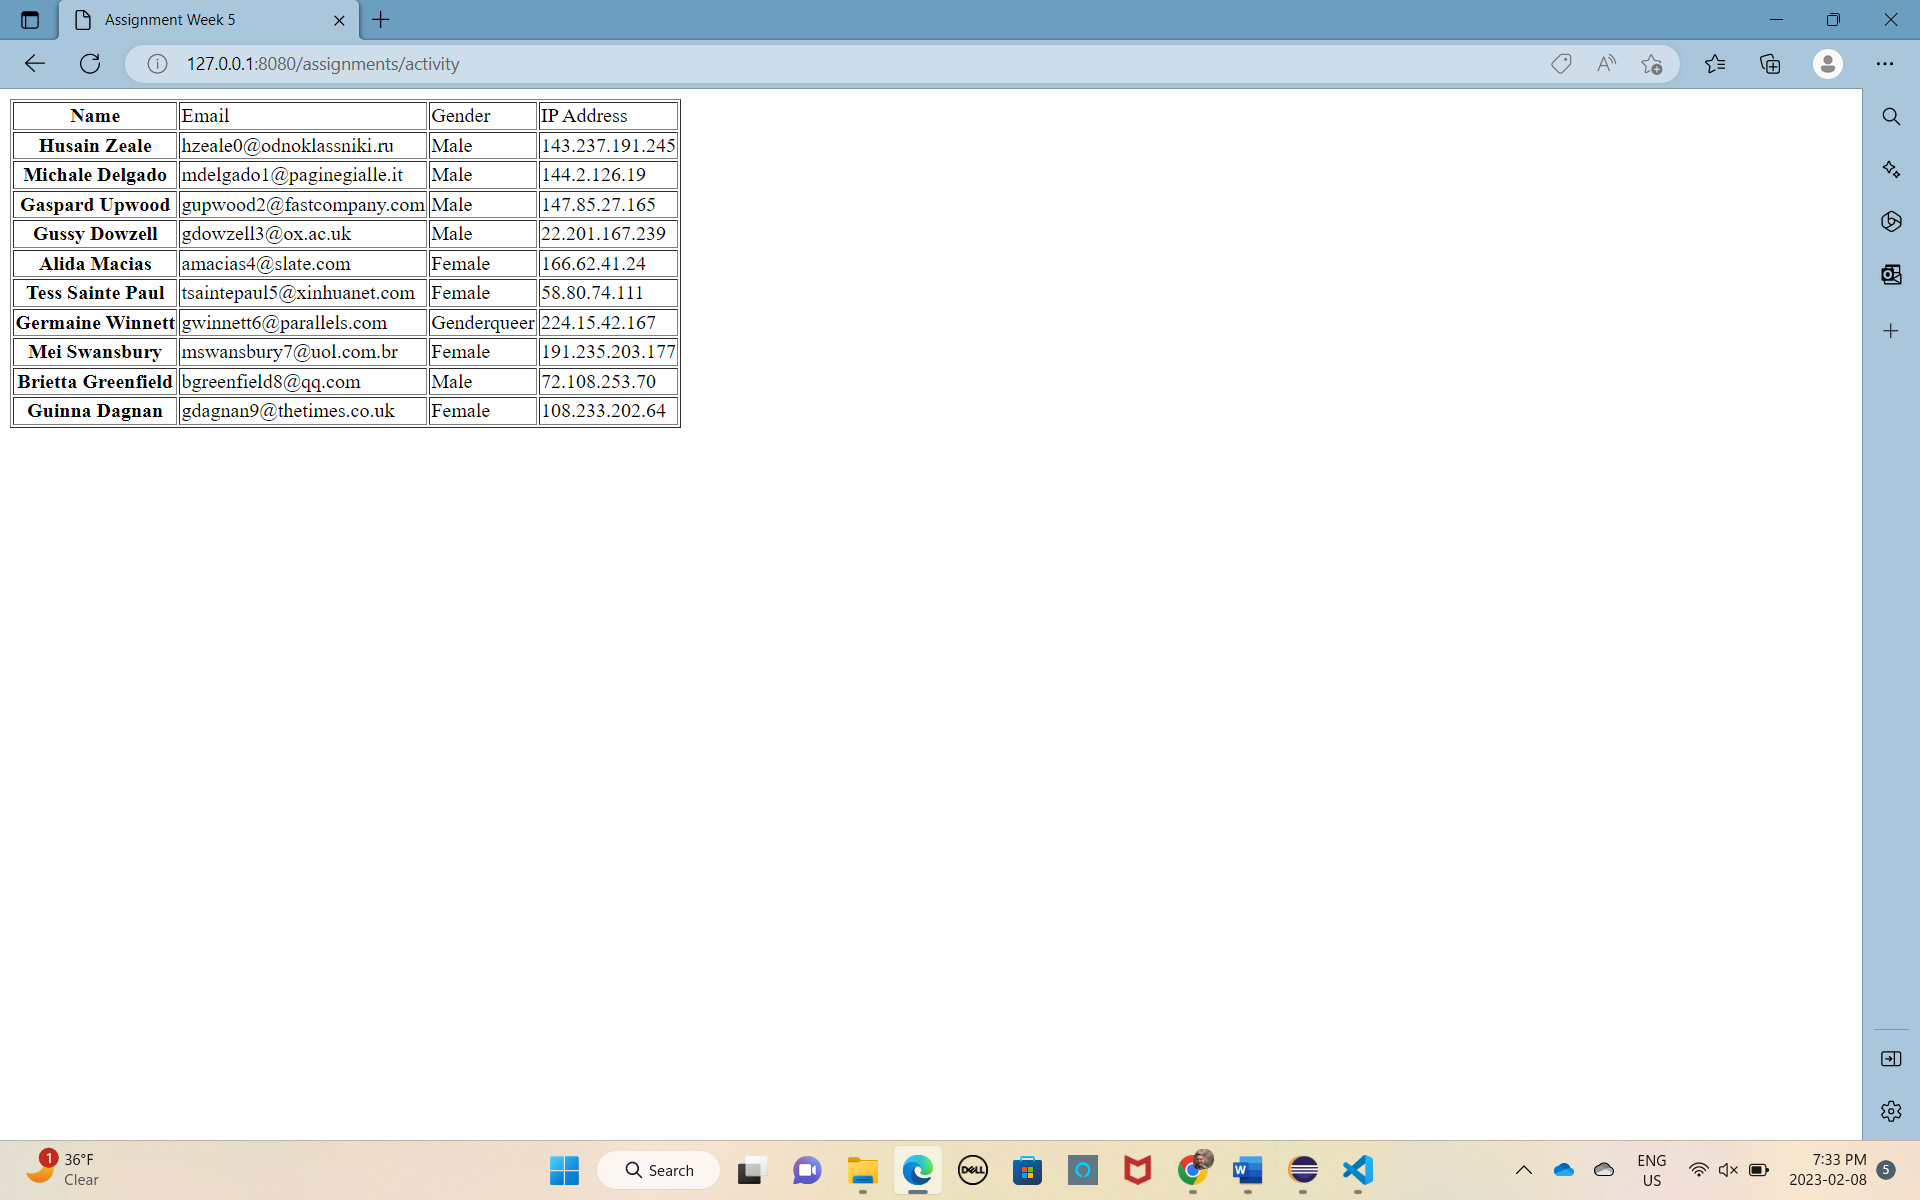 Assignment Week 5
127.0.0.1:8080/assignments/activity
Name Email Gender IP Address
Husain Zeale hzeale0@odnoklassniki.ru Male 143.237.191.245
Michale Delgado mdelgado1@paginegialle.it Male 144.2.126.19
Gaspard Upwood gupwood2@fastcompany.com Male 147.85.27.165
Gussy Dowzell gdowzell3@ox.ac.uk Male 22.201.167.239
Alida Macias amacias4@slate.com Female 166.62.41.24
Tess Sainte Paul tsaintepaul5@xinhuanet.com Female 58.80.74.111
Germaine Winnett gwinnett6@parallels.com Genderqueer 224.15.42.167
Mei Swansbury mswansbury7@uol.com.br Female 191.235.203.177
Brietta Greenfield bgreenfield8@qq.com Male 72.108.253.70
Guinna Dagnan gdagnan9@thetimes.co.uk Female 108.233.202.64
1 36°F
Clear
Search
DELL
ENG
US
7:33 PM
2023-02-08
5